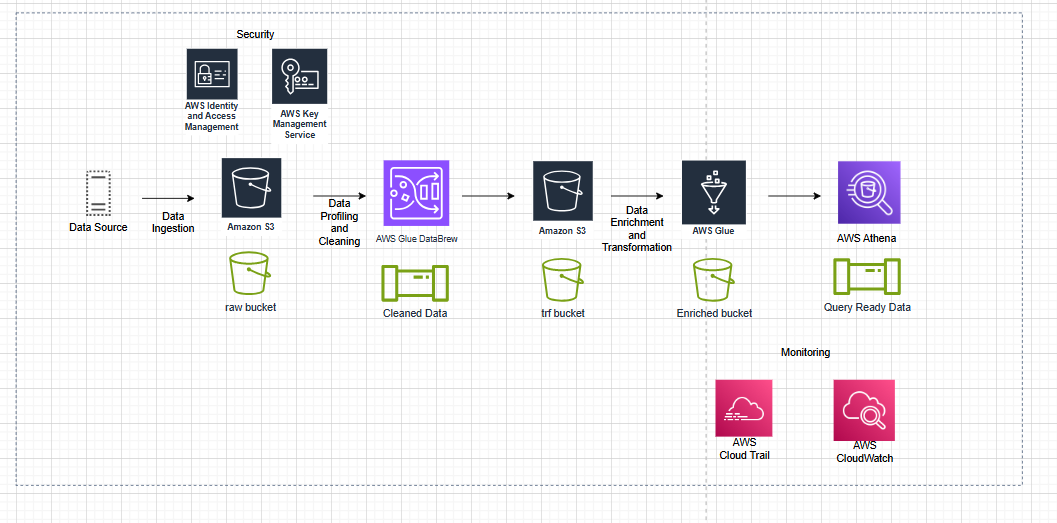 Security
AWS Identity
and Access
Management
AWS Key
Management
Service
Data Source
Data
Ingestion
Amazon S3
Data
Profiling
and
Cleaning
AWS Glue DataBrew
Amazon S3
Data
Enrichment
and
Transformation
AWS Glue
AWS Athena
raw bucket
Cleaned Data
trf bucket
Enriched bucket
Query Ready Data
Monitoring
AWS
Cloud Trail
AWS
CloudWatch